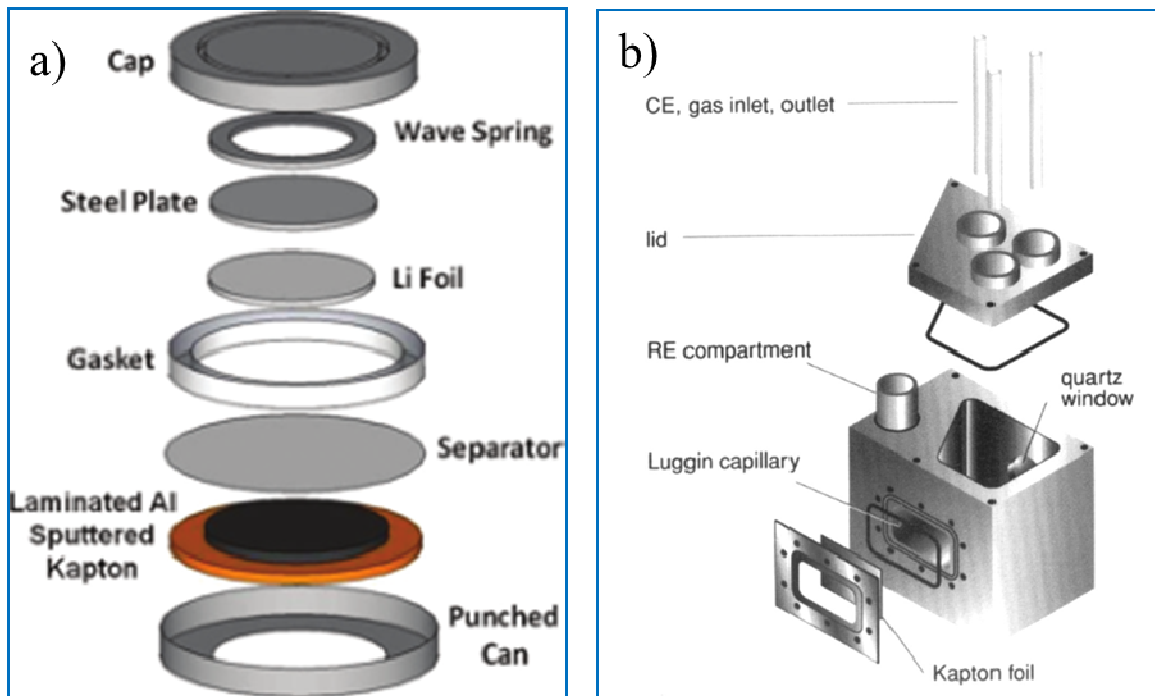 a)
Cap
Wave Spring
Steel Plate
Li Foil
Gasket
Separator
Laminated Al
Sputtered
Kapton
Punched
Can
b)
CE, gas inlet, outlet
lid
RE compartment
quartz
window
Luggin capillary
Kapton foil